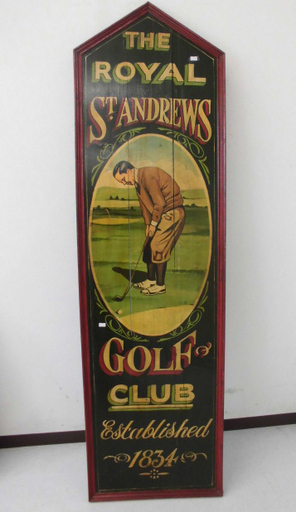 THE
ROYAL
ST. ANDREWS
GOLF
CLUB
Established
1834